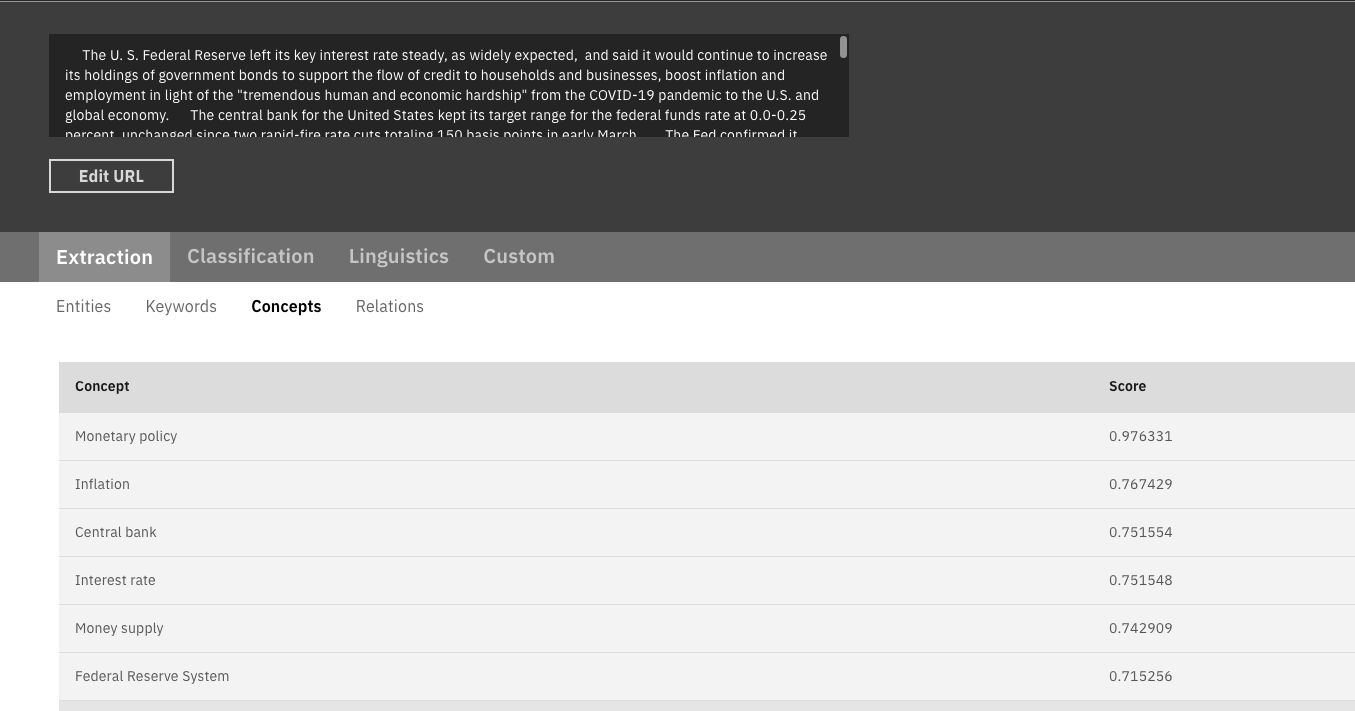 The U. S. Federal Reserve left its key interest rate steady, as widely expected,  and said it would continue to increase
its holdings of government bonds to support the flow of credit to households and businesses, boost inflation and
employment in light of the "tremendous human and economic hardship" from the COVID-19 pandemic to the U.S. and
global economy.     The central bank for the United States kept its target range for the federal funds rate at 0.0-0.25
percent, unchanged since two rapid-fire rate cuts totaling 150 basis points in early March.      The Fed confirmed it
Edit URL
Extraction Classification Linguistics Custom
Entities Keywords Concepts Relations
Concept Score
Monetary policy 0.976331
Inflation 0.767429
Central bank 0.751554
Interest rate 0.751548
Money supply 0.742909
Federal Reserve System 0.715256